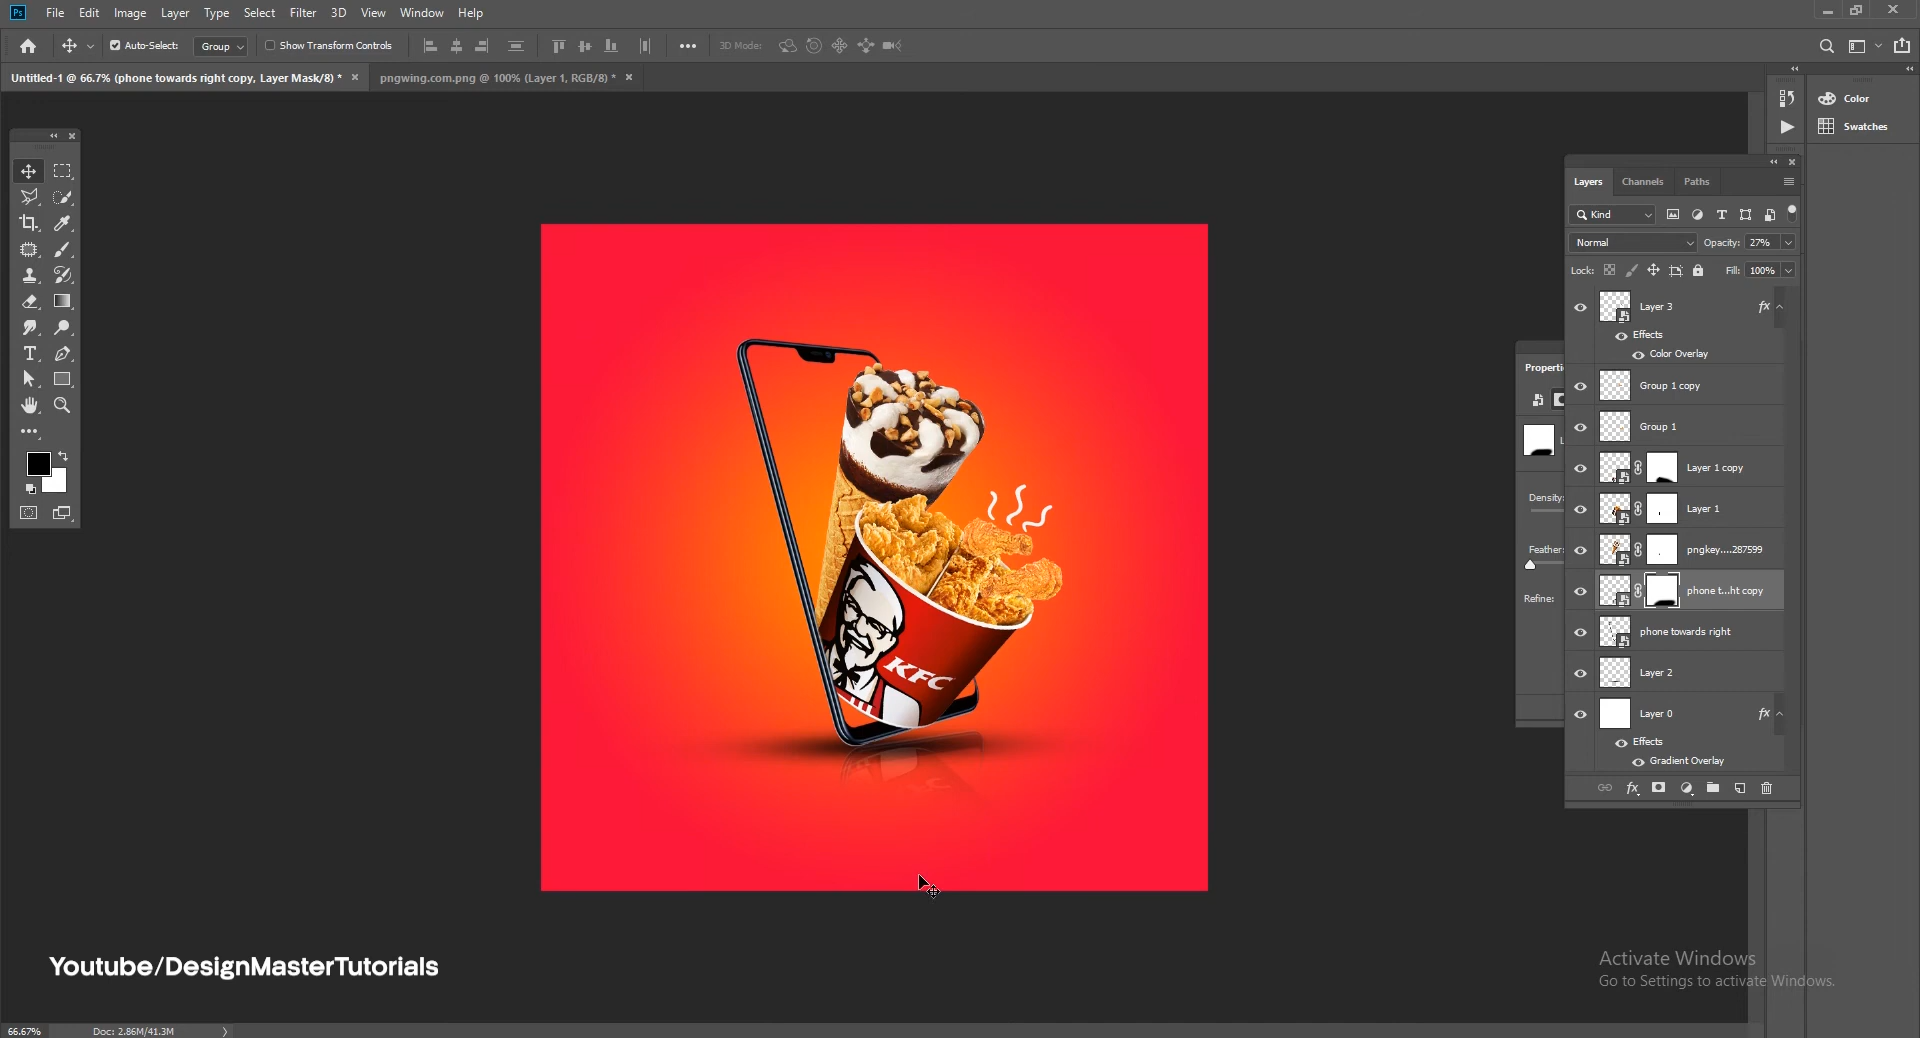 Ps File Edit Image Layer Type Select Filter 3D View Window Help
Auto-Select: Group Show Transform Controls 3D Mode:
Untitled-1 @ 66.7% (phone towards right copy, Layer Mask/8) * × pngwing.com.png @ 100% (Layer 1, RGB/8) * ×
Color
Swatches
Layers Channels Paths
Kind
Normal Opacity: 27%
Lock: Fill: 100%
Layer 3 fx
Effects
Color Overlay
Properti
Group 1 copy
Group 1
Layer 1 copy
Density:
Layer 1
Feather:
pngkey....287599
Refine:
phone t...ht copy
phone towards right
Layer 2
Layer 0 fx
Effects
Gradient Overlay
KFC
Youtube/DesignMasterTutorials
Activate Windows
Go to Settings to activate Windows.
66.67% Doc: 2.86M/41.3M